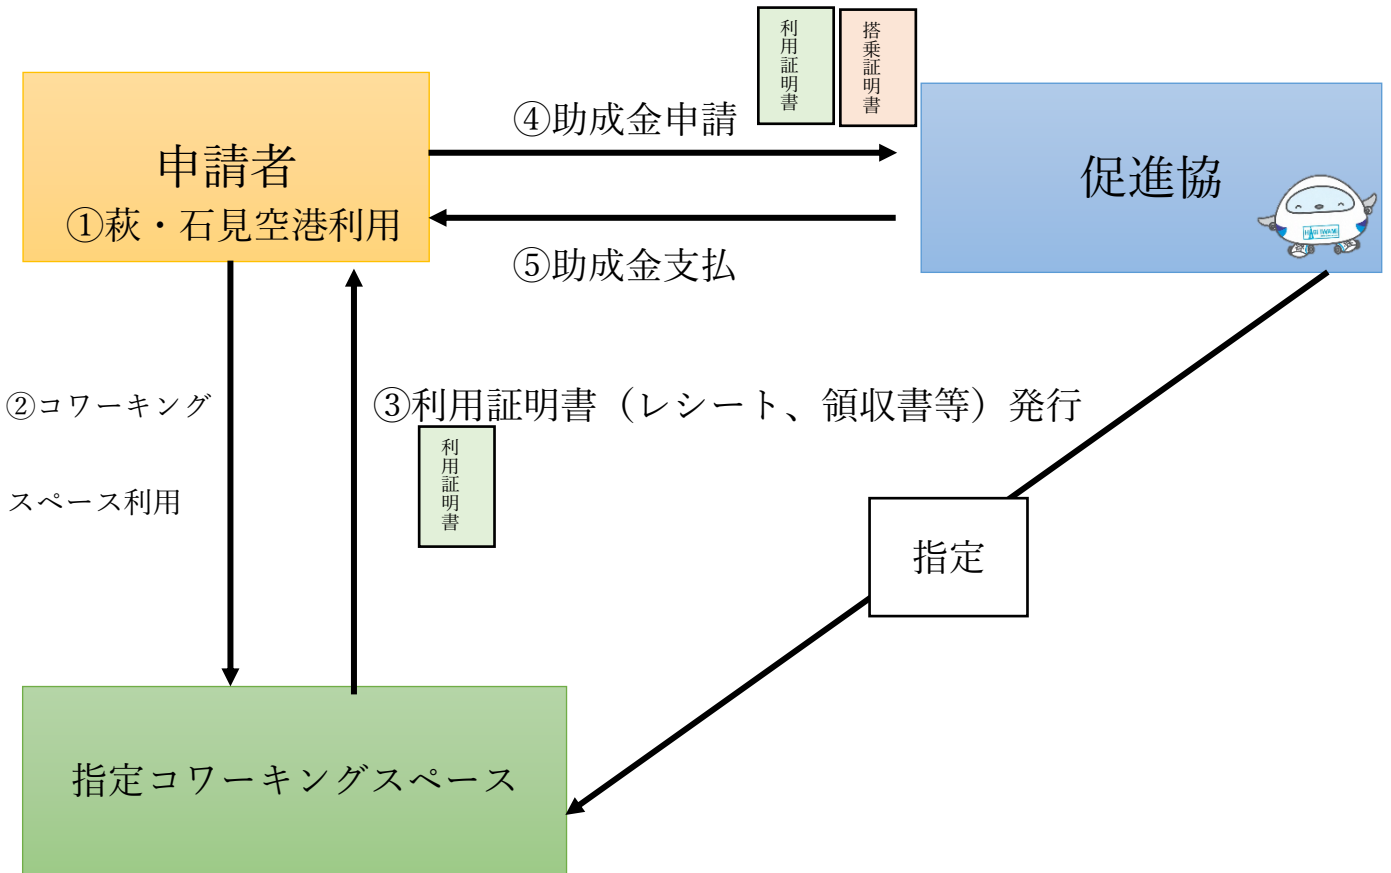 利用証明書
搭乗証明書
④助成金申請
申請者
①萩・石見空港利用
促進協
HAGI IWAMI
⑤助成金支払
②コワーキング
スペース利用
③利用証明書（レシート、領収書等）発行
利用証明書
指定
指定コワーキングスペース